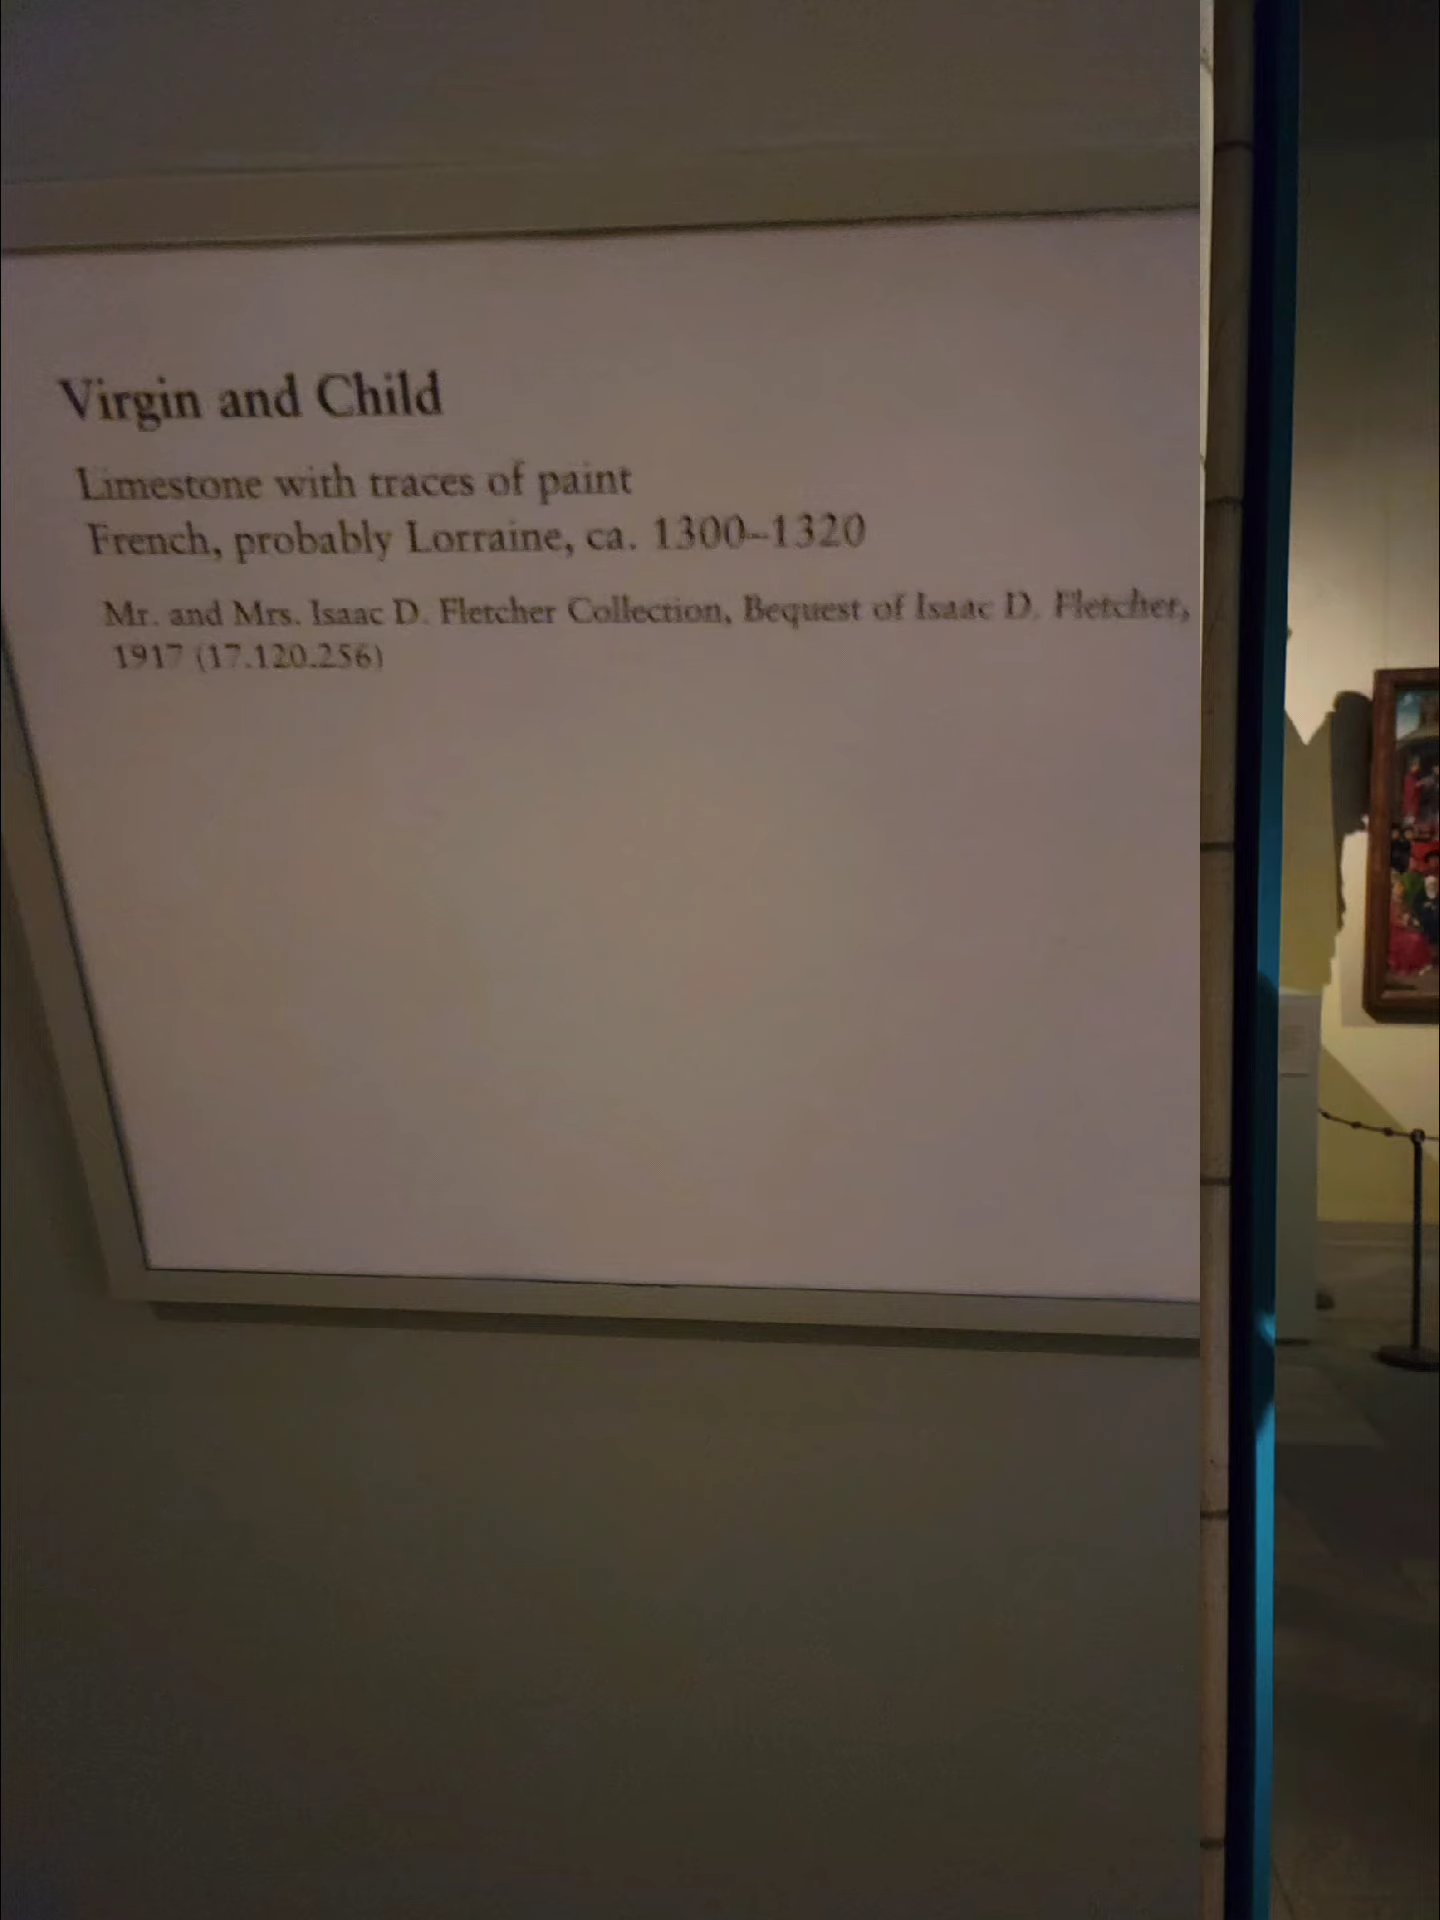 Virgin and Child
Limestone with traces of paint
French, probably Lorraine, ca. 1300–1320
Mr. and Mrs. Isaac D. Fletcher Collection, Bequest of Isaac D. Fletcher,
1917 (17.120.256)